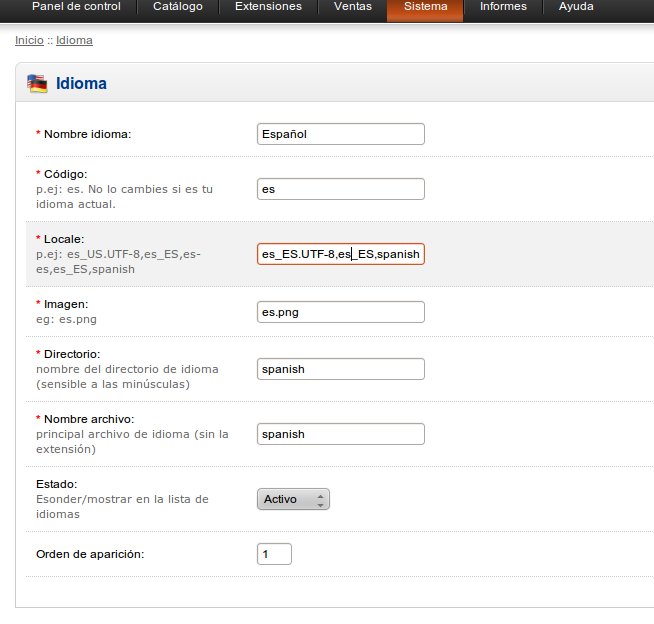 Panel de control Catálogo Extensiones Ventas Sistema Informes Ayuda
Inicio :: Idioma
Idioma
* Nombre idioma: Español
* Código:
p.ej: es. No lo cambies si es tu
idioma actual.
es
* Locale:
p.ej: es_US.UTF-8,es_ES,es-
es,es_ES,spanish
es_ES.UTF-8,es_ES,spanish
* Imagen:
eg: es.png
es.png
* Directorio:
nombre del directorio de idioma
(sensible a las minúsculas)
spanish
* Nombre archivo:
principal archivo de idioma (sin la
extensión)
spanish
Estado:
Esonder/mostrar en la lista de
idiomas
Activo
Orden de aparición: 1